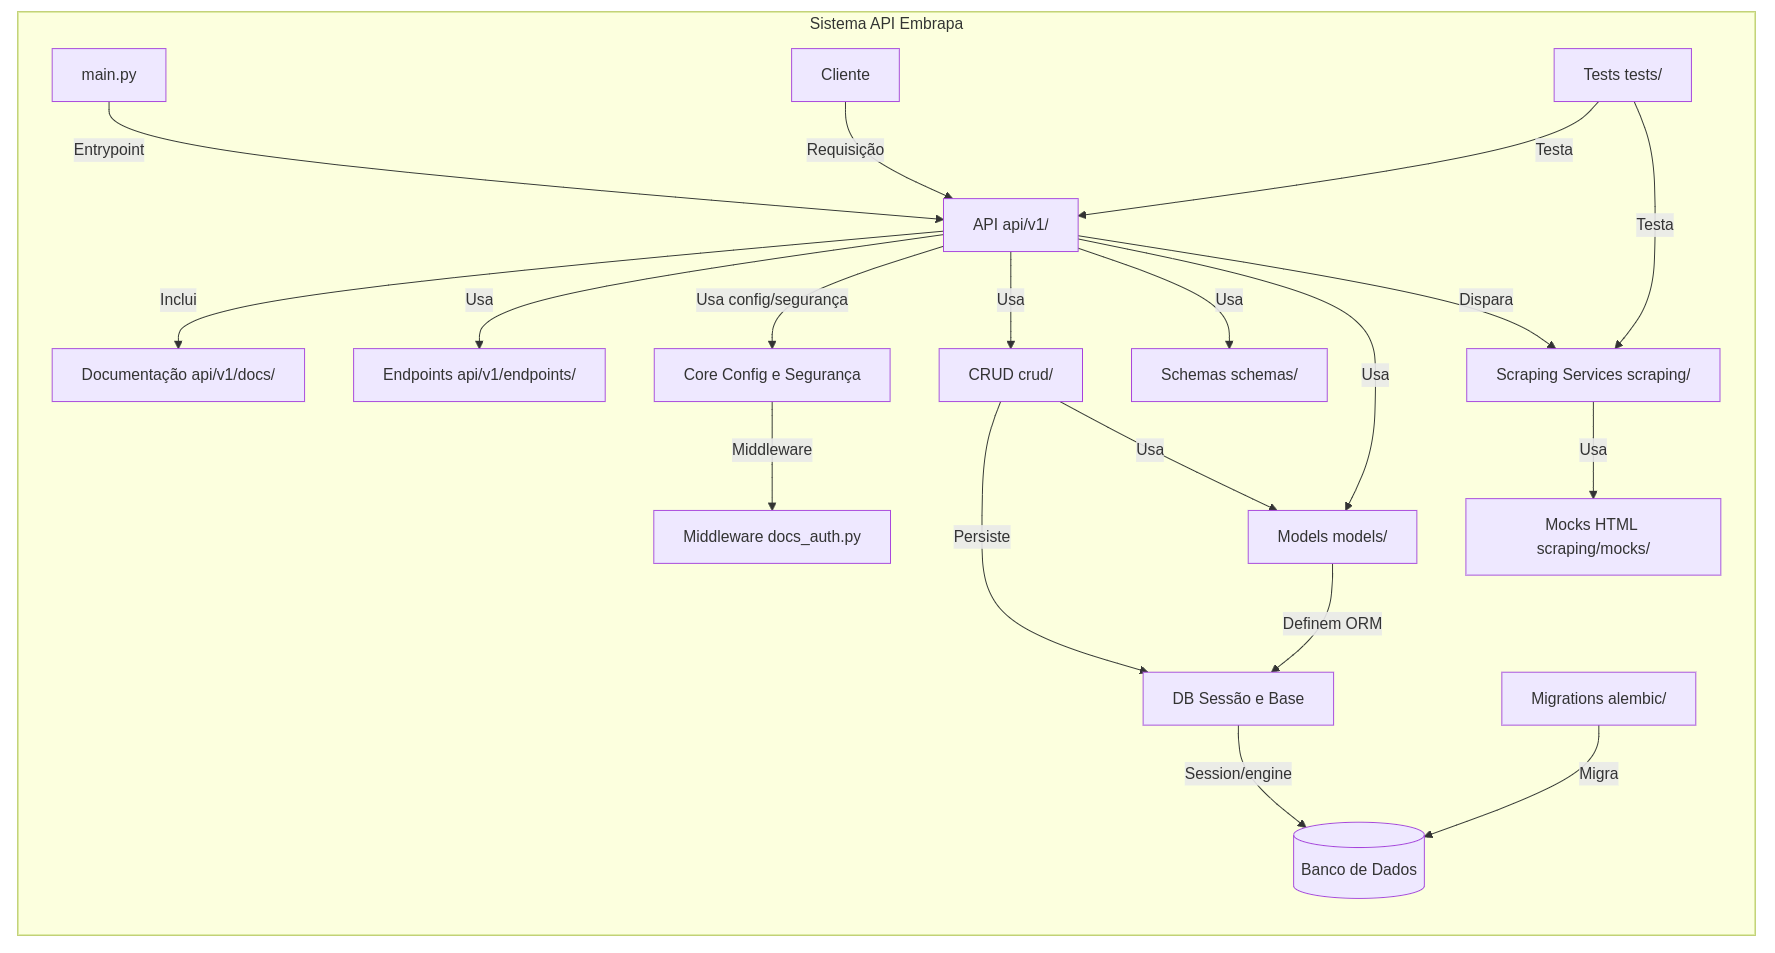 Sistema API Embrapa
main.py
Cliente
Tests tests/
Entrypoint
Requisição
Testa
API api/v1/
Testa
Inclui
Usa
Usa config/segurança
Usa
Usa
Dispara
Documentação api/v1/docs/
Endpoints api/v1/endpoints/
Core Config e Segurança
CRUD crud/
Schemas schemas/
Usa
Scraping Services scraping/
Middleware
Usa
Usa
Middleware docs_auth.py
Persiste
Models models/
Mocks HTML
scraping/mocks/
Definem ORM
DB Sessão e Base
Migrations alembic/
Session/engine
Migra
Banco de Dados